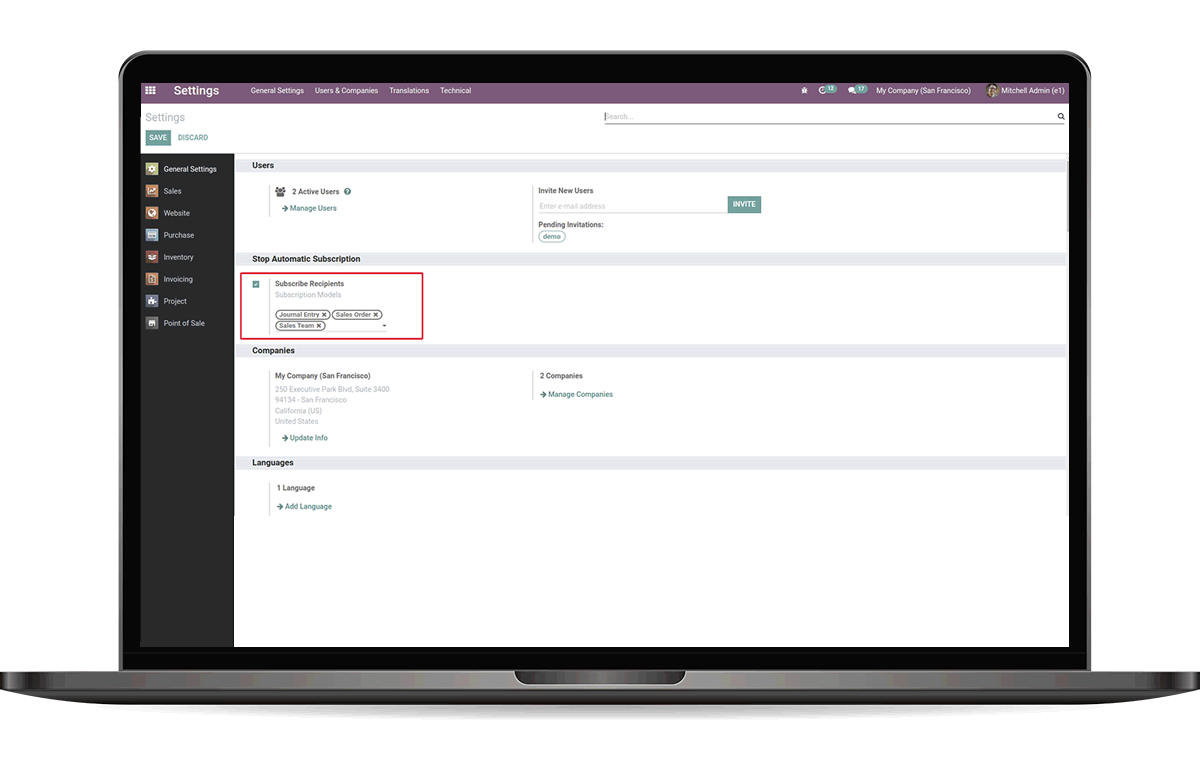 Settings General Settings Users & Companies Translations Technical 12 17 My Company (San Francisco) Mitchell Admin (e1)
Settings
Search...
SAVE DISCARD
General Settings
Sales
Website
Purchase
Inventory
Invoicing
Project
Point of Sale
Users
2 Active Users ?
Manage Users
Invite New Users
Enter e-mail address
INVITE
Pending Invitations:
demo
Stop Automatic Subscription
Subscribe Recipients
Subscription Models
Journal Entry Sales Order
Sales Team
Companies
My Company (San Francisco)
250 Executive Park Blvd, Suite 3400
94134 - San Francisco
California (US)
United States
Update Info
2 Companies
Manage Companies
Languages
1 Language
Add Language